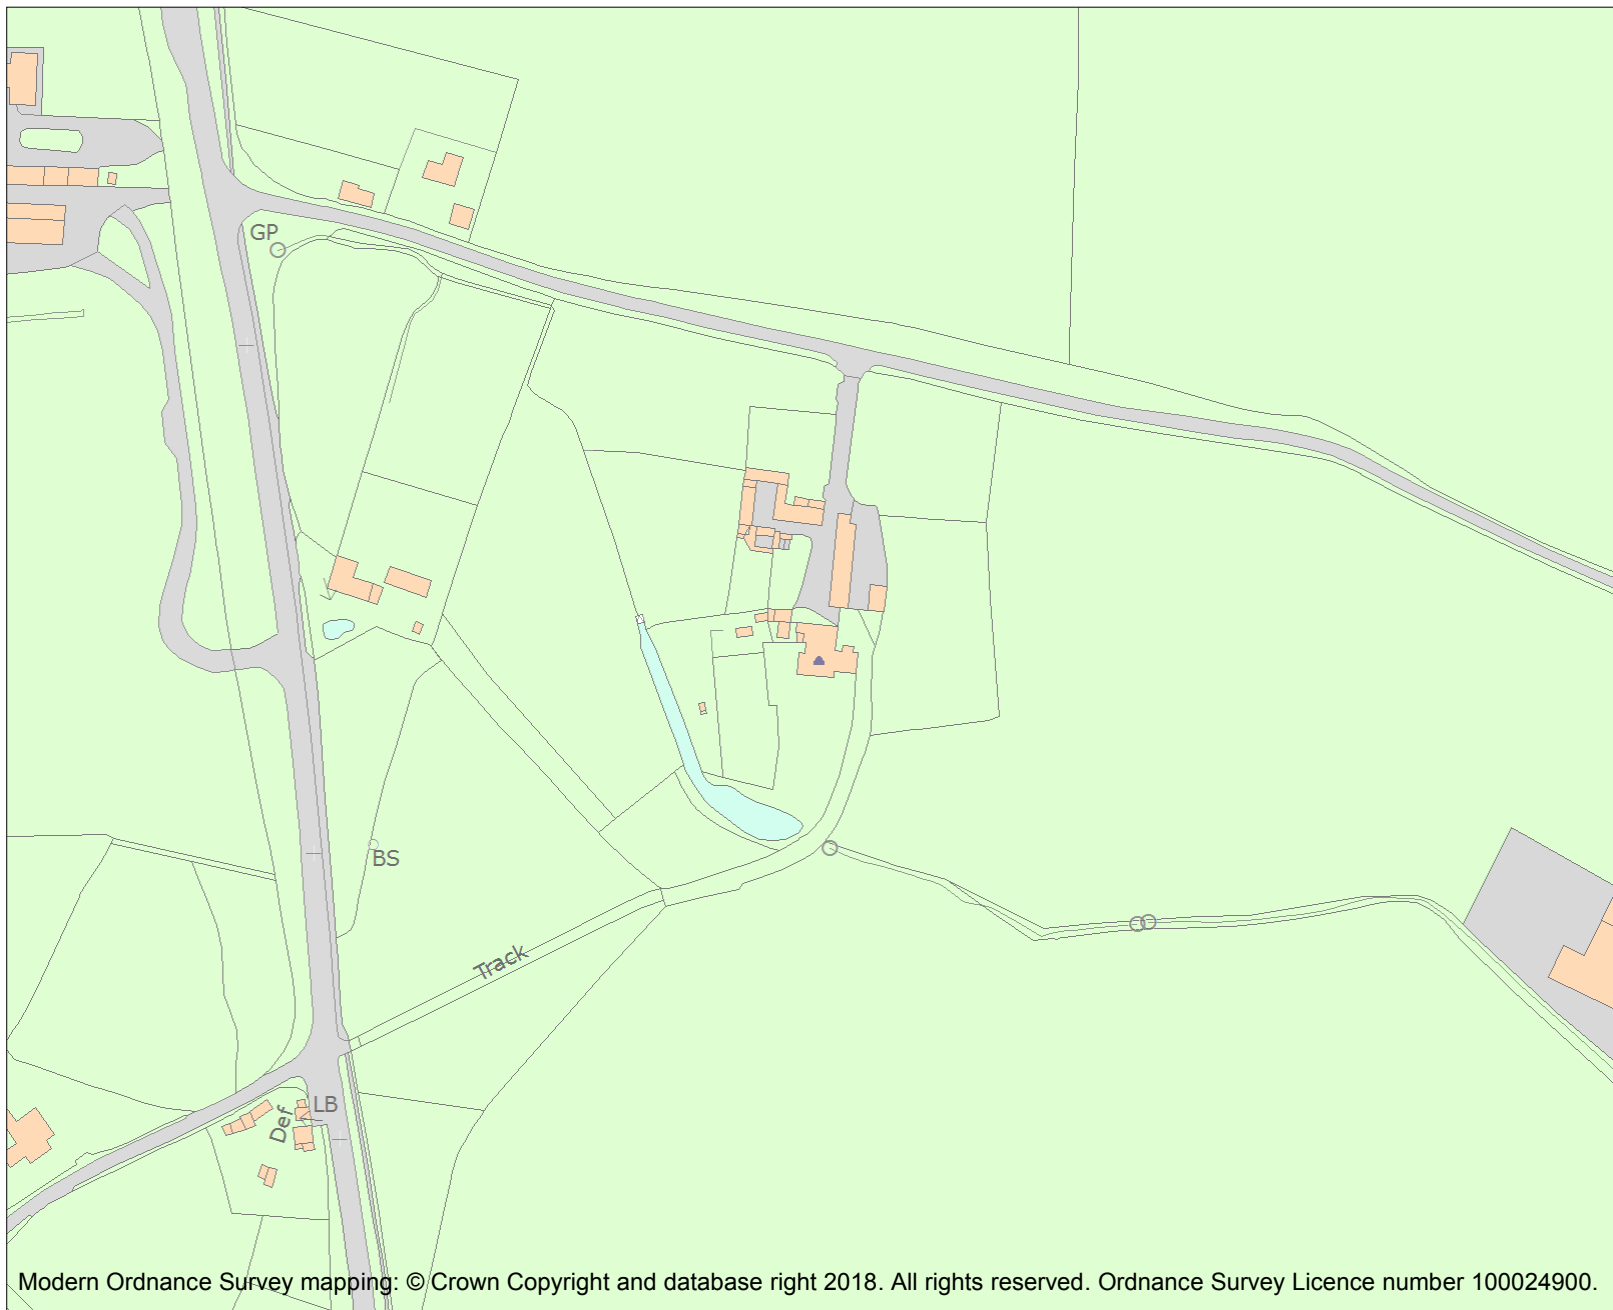 GP
BS
Track
LB
Def
Modern Ordnance Survey mapping: © Crown Copyright and database right 2018. All rights reserved. Ordnance Survey Licence number 100024900.